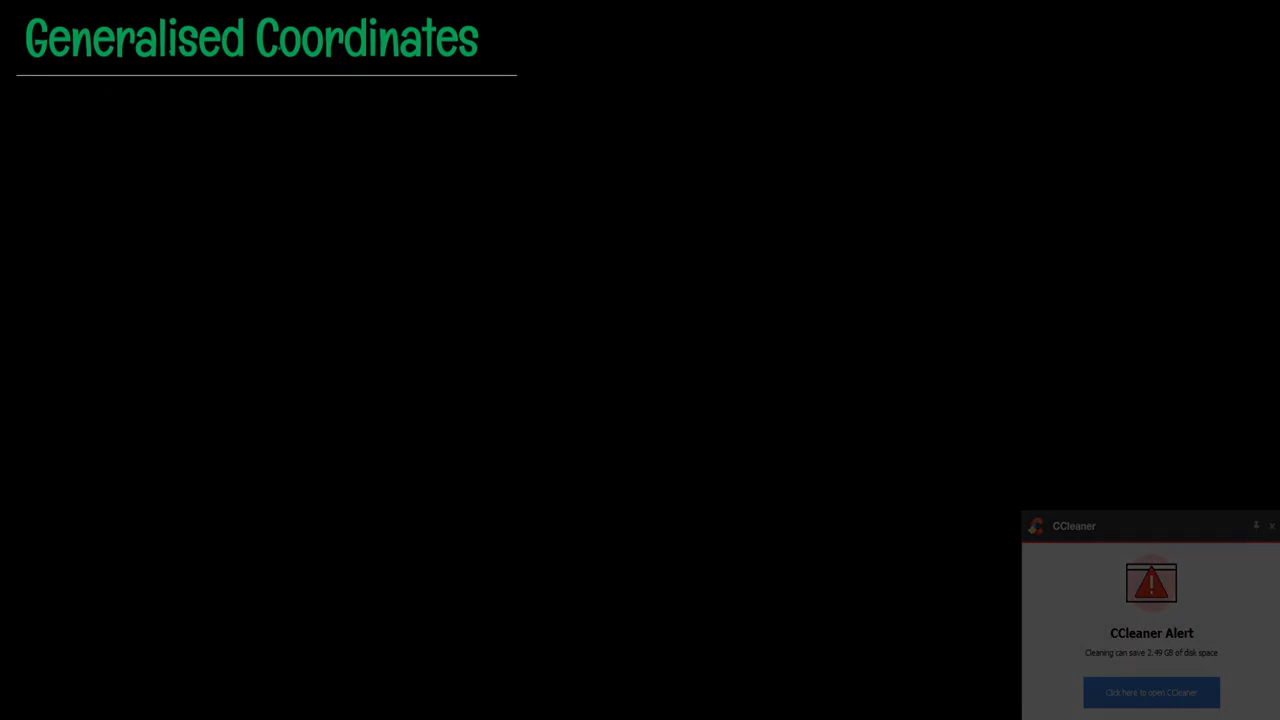 Generalised Coordinates
CCleaner
CCleaner Alert
Cleaning can save 2.49 GB of disk space
Click here to open CCleaner